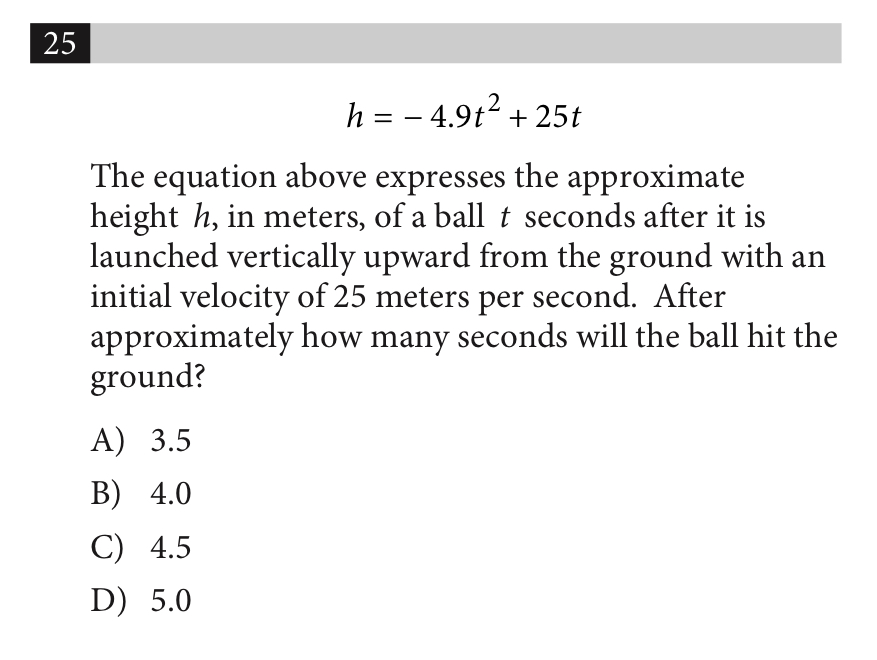 25
h = − 4.9t² + 25t
The equation above expresses the approximate
height h, in meters, of a ball t seconds after it is
launched vertically upward from the ground with an
initial velocity of 25 meters per second. After
approximately how many seconds will the ball hit the
ground?
A) 3.5
B) 4.0
C) 4.5
D) 5.0